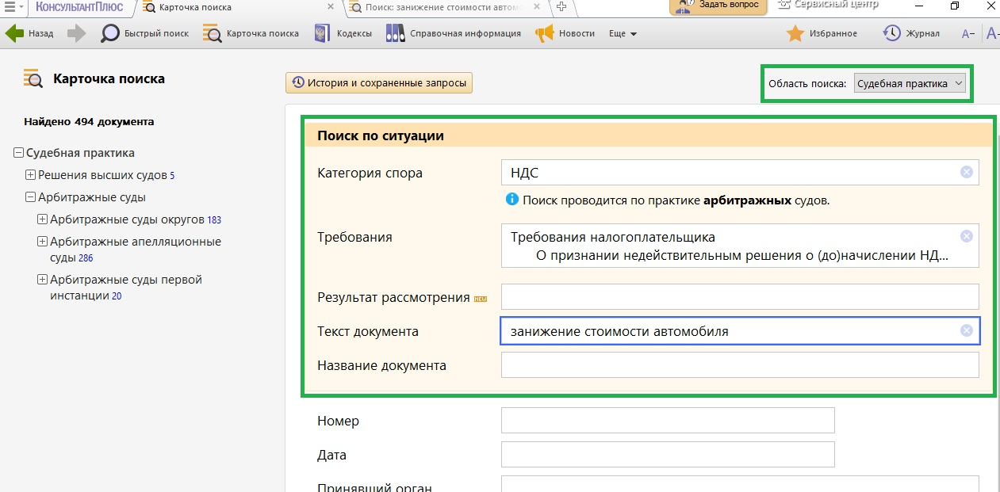 КОНСУЛЬТАНТПЛЮС
Карточка поиска
Поиск: занижение стоимости автомо
Задать вопрос
Сервисный центр
Назад
Быстрый поиск
Карточка поиска
Кодексы
Справочная информация
Новости
Еще
Избранное
Журнал
А−
А
Карточка поиска
История и сохраненные запросы
Область поиска: Судебная практика
Найдено 494 документа
Судебная практика
Решения высших судов 5
Арбитражные суды
Арбитражные суды округов 183
Арбитражные апелляционные
суды 286
Арбитражные суды первой
инстанции 20
Поиск по ситуации
Категория спора НДС
Поиск проводится по практике арбитражных судов.
Требования Требования налогоплательщика
О признании недействительным решения о (до)начислении НД...
Результат рассмотрения NEW
Текст документа занижение стоимости автомобиля
Название документа
Номер
Дата
Принявший орган